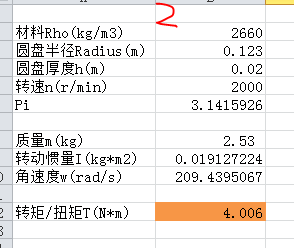 2
材料Rho(kg/m3) 2660
圆盘半径Radius(m) 0.123
圆盘厚度h(m) 0.02
转速n(r/min) 2000
Pi 3.1415926
质量m(kg) 2.53
转动惯量I(kg*m2) 0.019127224
角速度w(rad/s) 209.4395067
转矩/扭矩T(N*m) 4.006